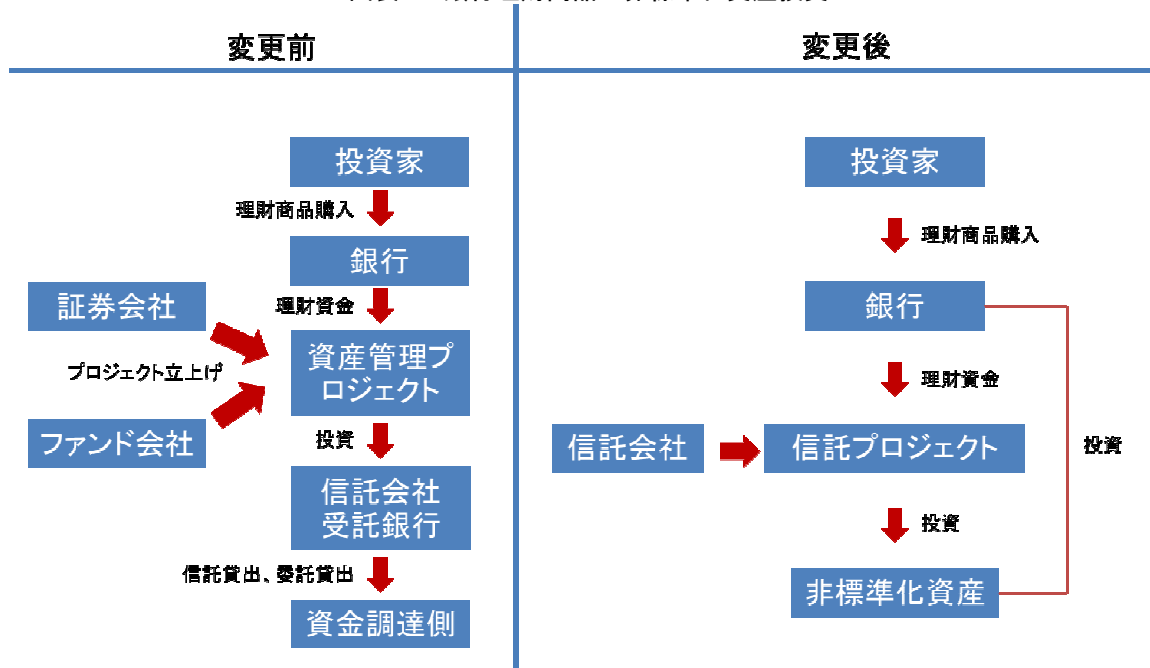 変更前
投資家
理財商品購入
銀行
証券会社
理財資金
資産管理プ
ロジェクト
プロジェクト立上げ
ファンド会社
投資
信託会社
受託銀行
信託貸出、委託貸出
資金調達側
変更後
投資家
理財商品購入
銀行
理財資金
信託会社
信託プロジェクト
投資
投資
非標準化資産